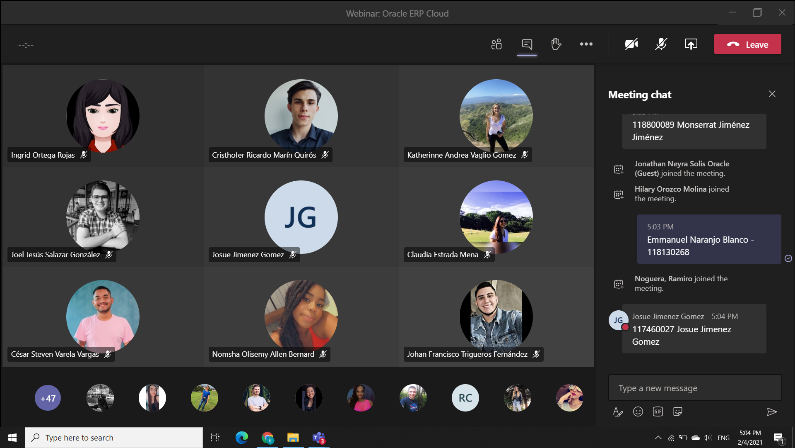 Webinar: Oracle ERP Cloud
--:--
Leave
Ingrid Ortega Rojas
Cristhofer Ricardo Marín Quirós
Katherinne Andrea Vaglio Gomez
Joel Jesús Salazar González
JG
Josue Jimenez Gomez
Claudia Estrada Mena
César Steven Varela Vargas
Nomsha Olisemy Allen Bernard
Johan Francisco Trigueros Fernández
+47
RC
Meeting chat
118800089 Monserrat Jiménez
Jiménez
Jonathan Neyra Solis Oracle
(Guest) joined the meeting.
Hilary Orozco Molina joined
the meeting.
5:03 PM
Emmanuel Naranjo Blanco -
118130268
Noguera, Ramiro joined the
meeting.
JG
Josue Jimenez Gomez 5:04 PM
117460027 Josue Jimenez
Gomez
Type a new message
Type here to search
ENG
5:04 PM
2/4/2021